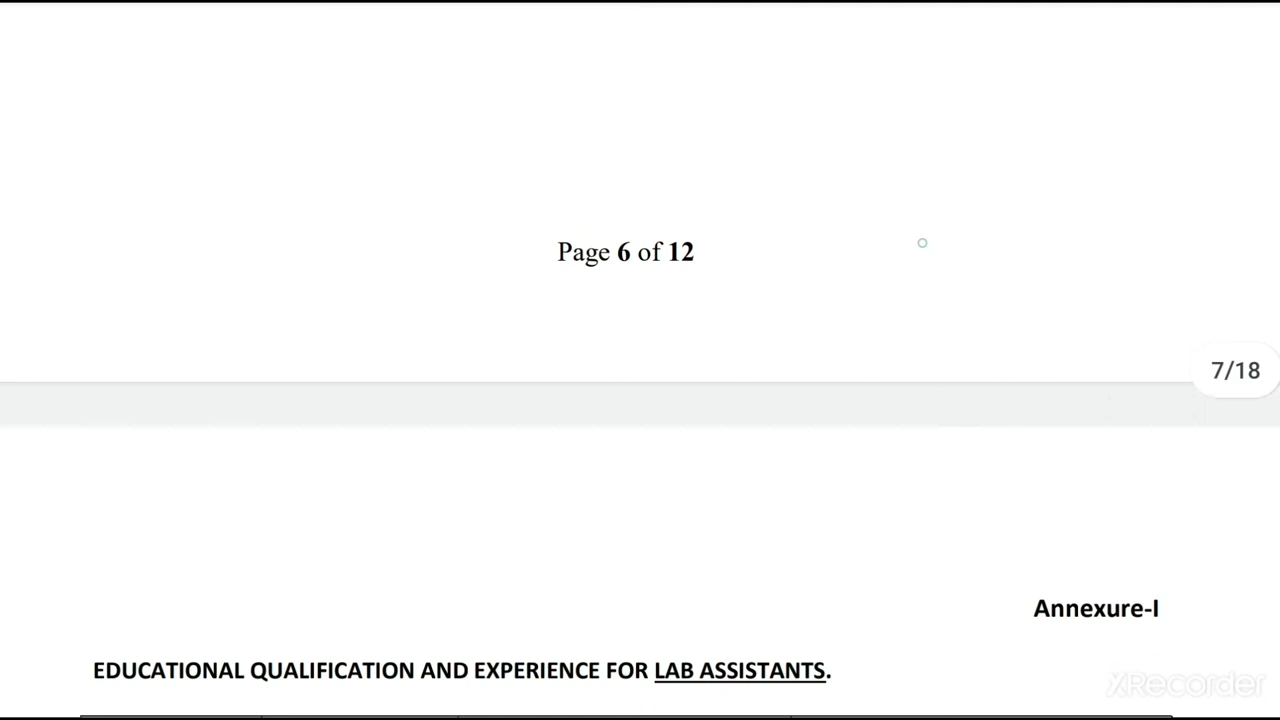 Page 6 of 12
7/18
Annexure-I
EDUCATIONAL QUALIFICATION AND EXPERIENCE FOR LAB ASSISTANTS.
XRecorder